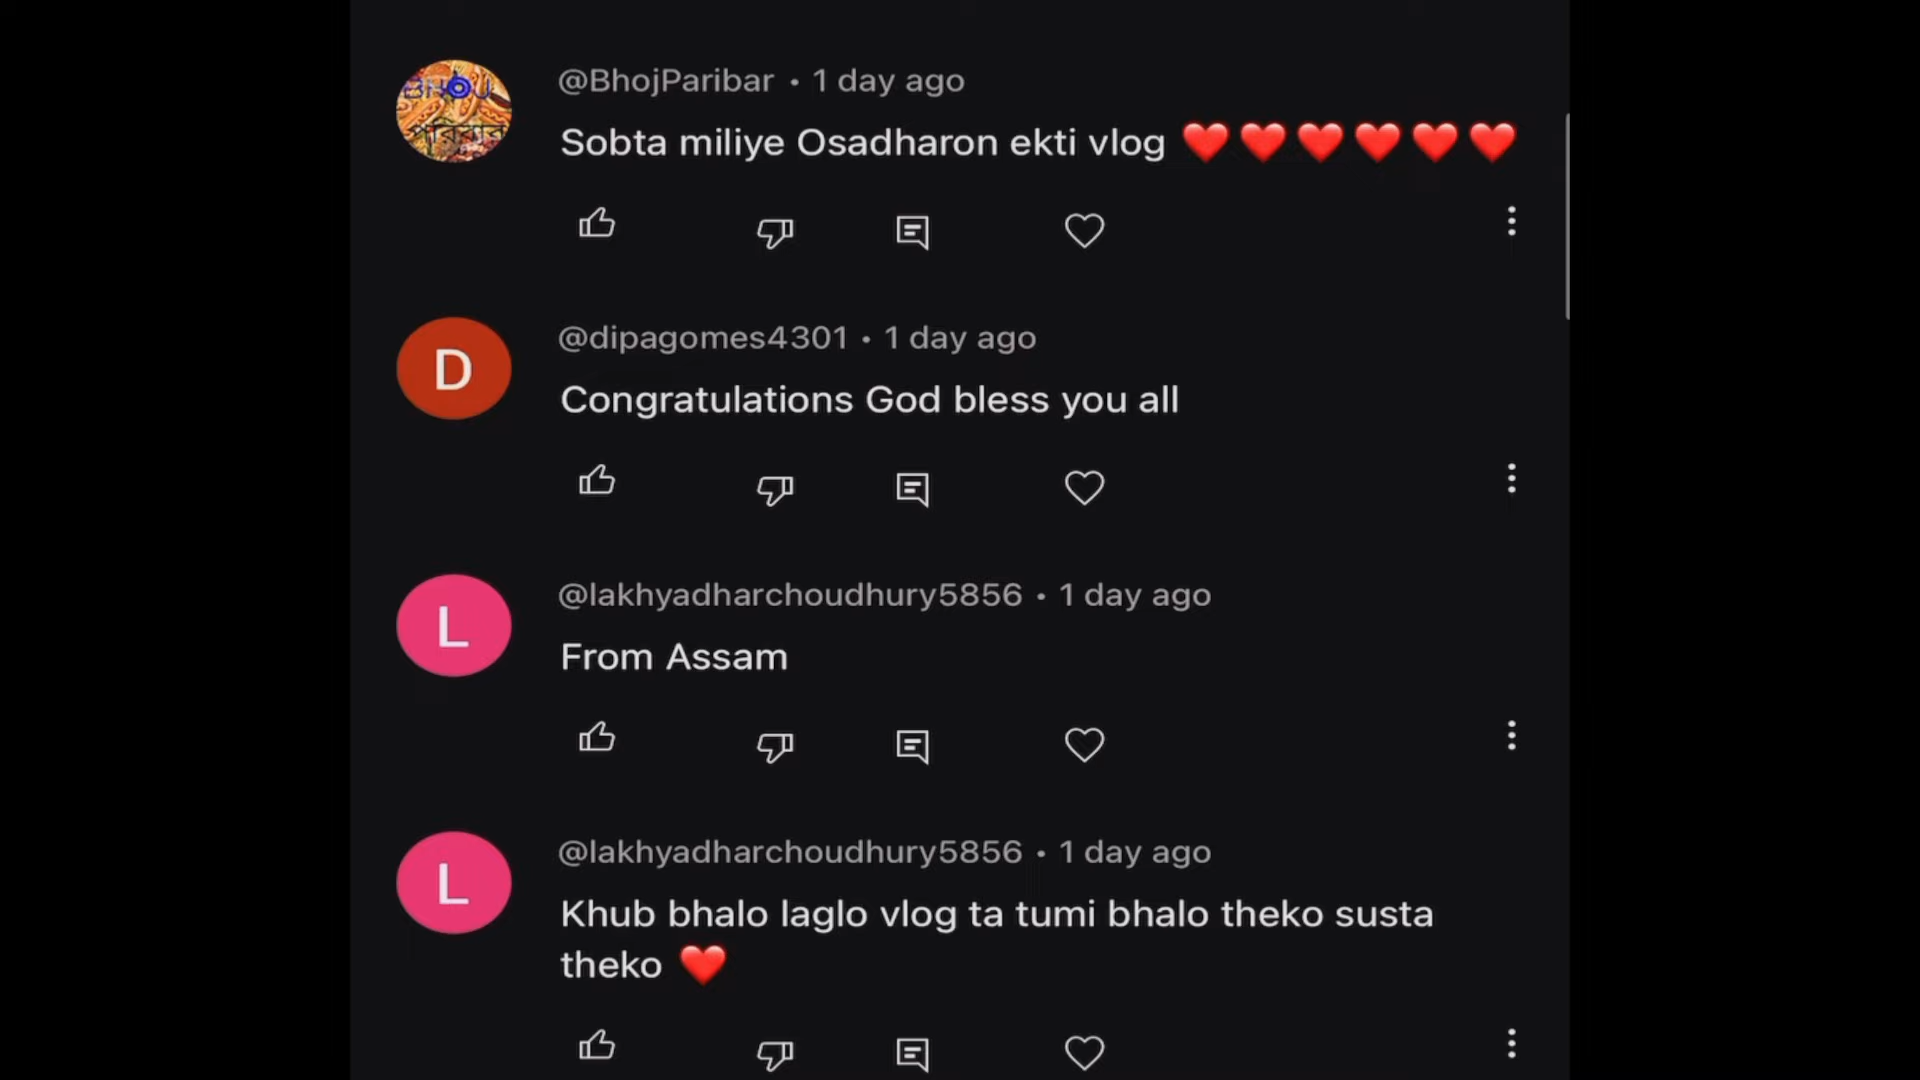 BHOJ
পরিবার
@BhojParibar • 1 day ago
Sobta miliye Osadharon ekti vlog ❤️❤️❤️❤️❤️❤️
D
@dipagomes4301 • 1 day ago
Congratulations God bless you all
L
@lakhyadharchoudhury5856 • 1 day ago
From Assam
L
@lakhyadharchoudhury5856 • 1 day ago
Khub bhalo laglo vlog ta tumi bhalo theko susta
theko ❤️